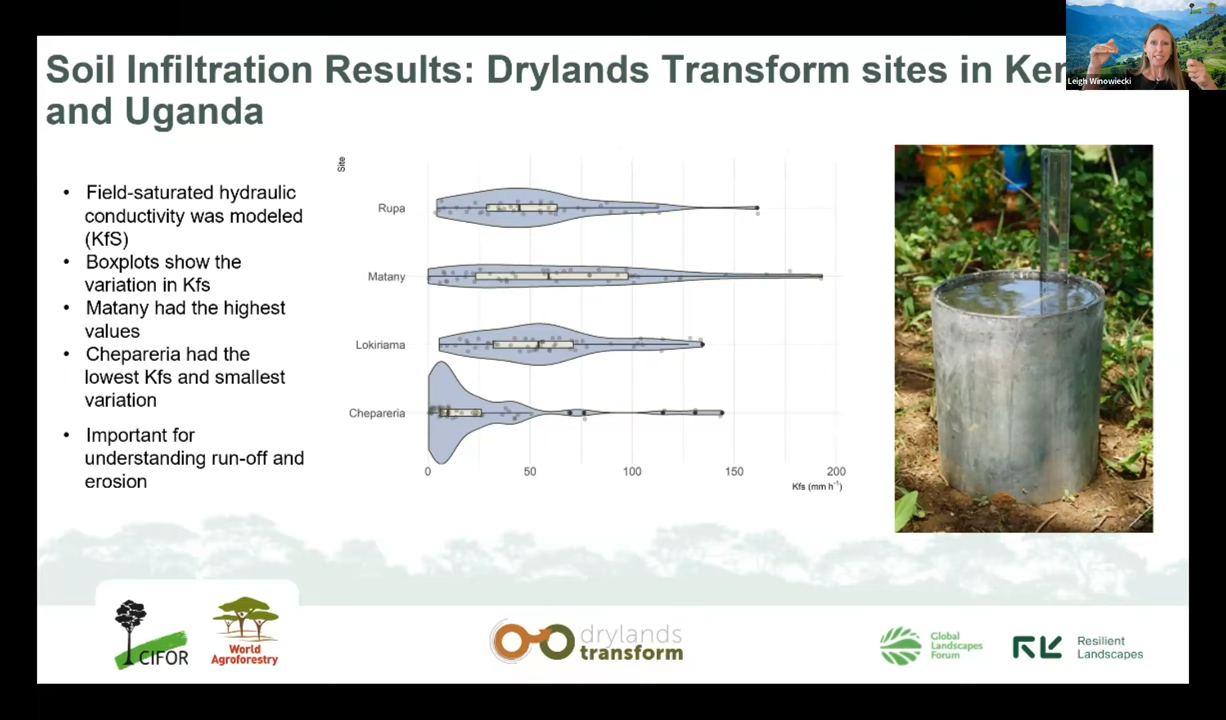 Soil Infiltration Results: Drylands Transform sites in Ken
and Uganda
Leigh Winowiecki
• Field-saturated hydraulic
conductivity was modeled
(KfS)
• Boxplots show the
variation in Kfs
• Matany had the highest
values
• Chepareria had the
lowest Kfs and smallest
variation
• Important for
understanding run-off and
erosion
Site
Rupa
Matany
Lokiriama
Chepareria
0 50 100 150 200
Kfs (mm h⁻¹)
CIFOR
World
Agroforestry
drylands
transform
Global
Landscapes
Forum
Resilient
Landscapes